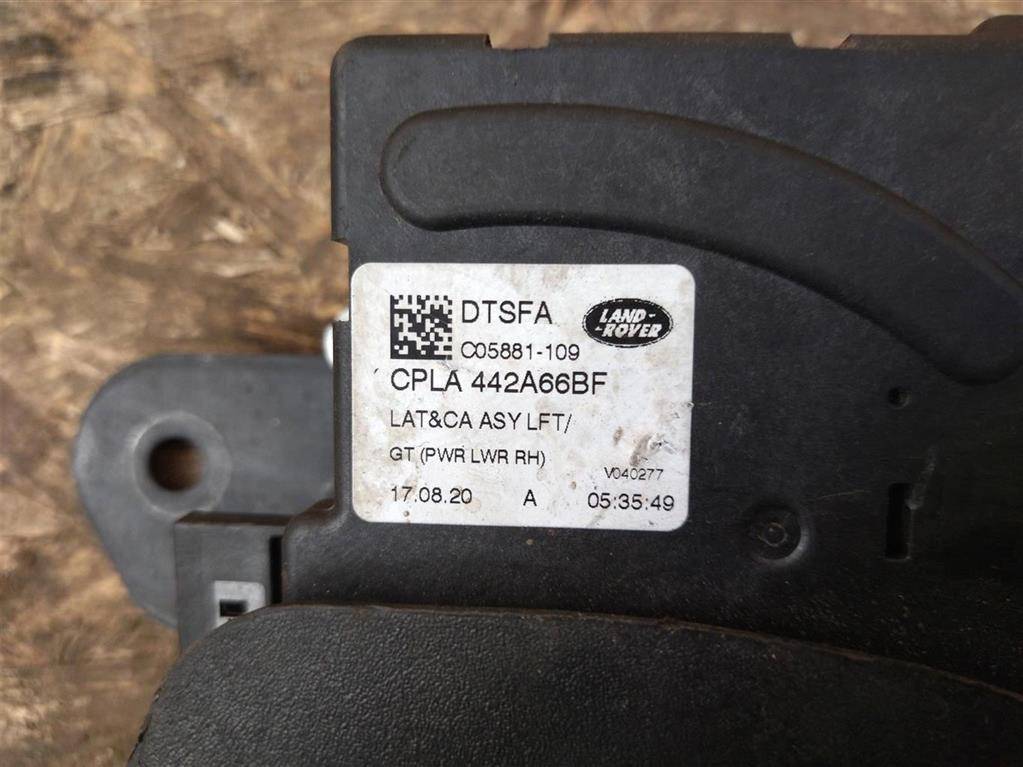 DTSFA
LAND-
-ROVER
C05881-109
CPLA 442A66BF
LAT&CA ASY LFT/
GT (PWR LWR RH)
V040277
17.08.20 A 05:35:49